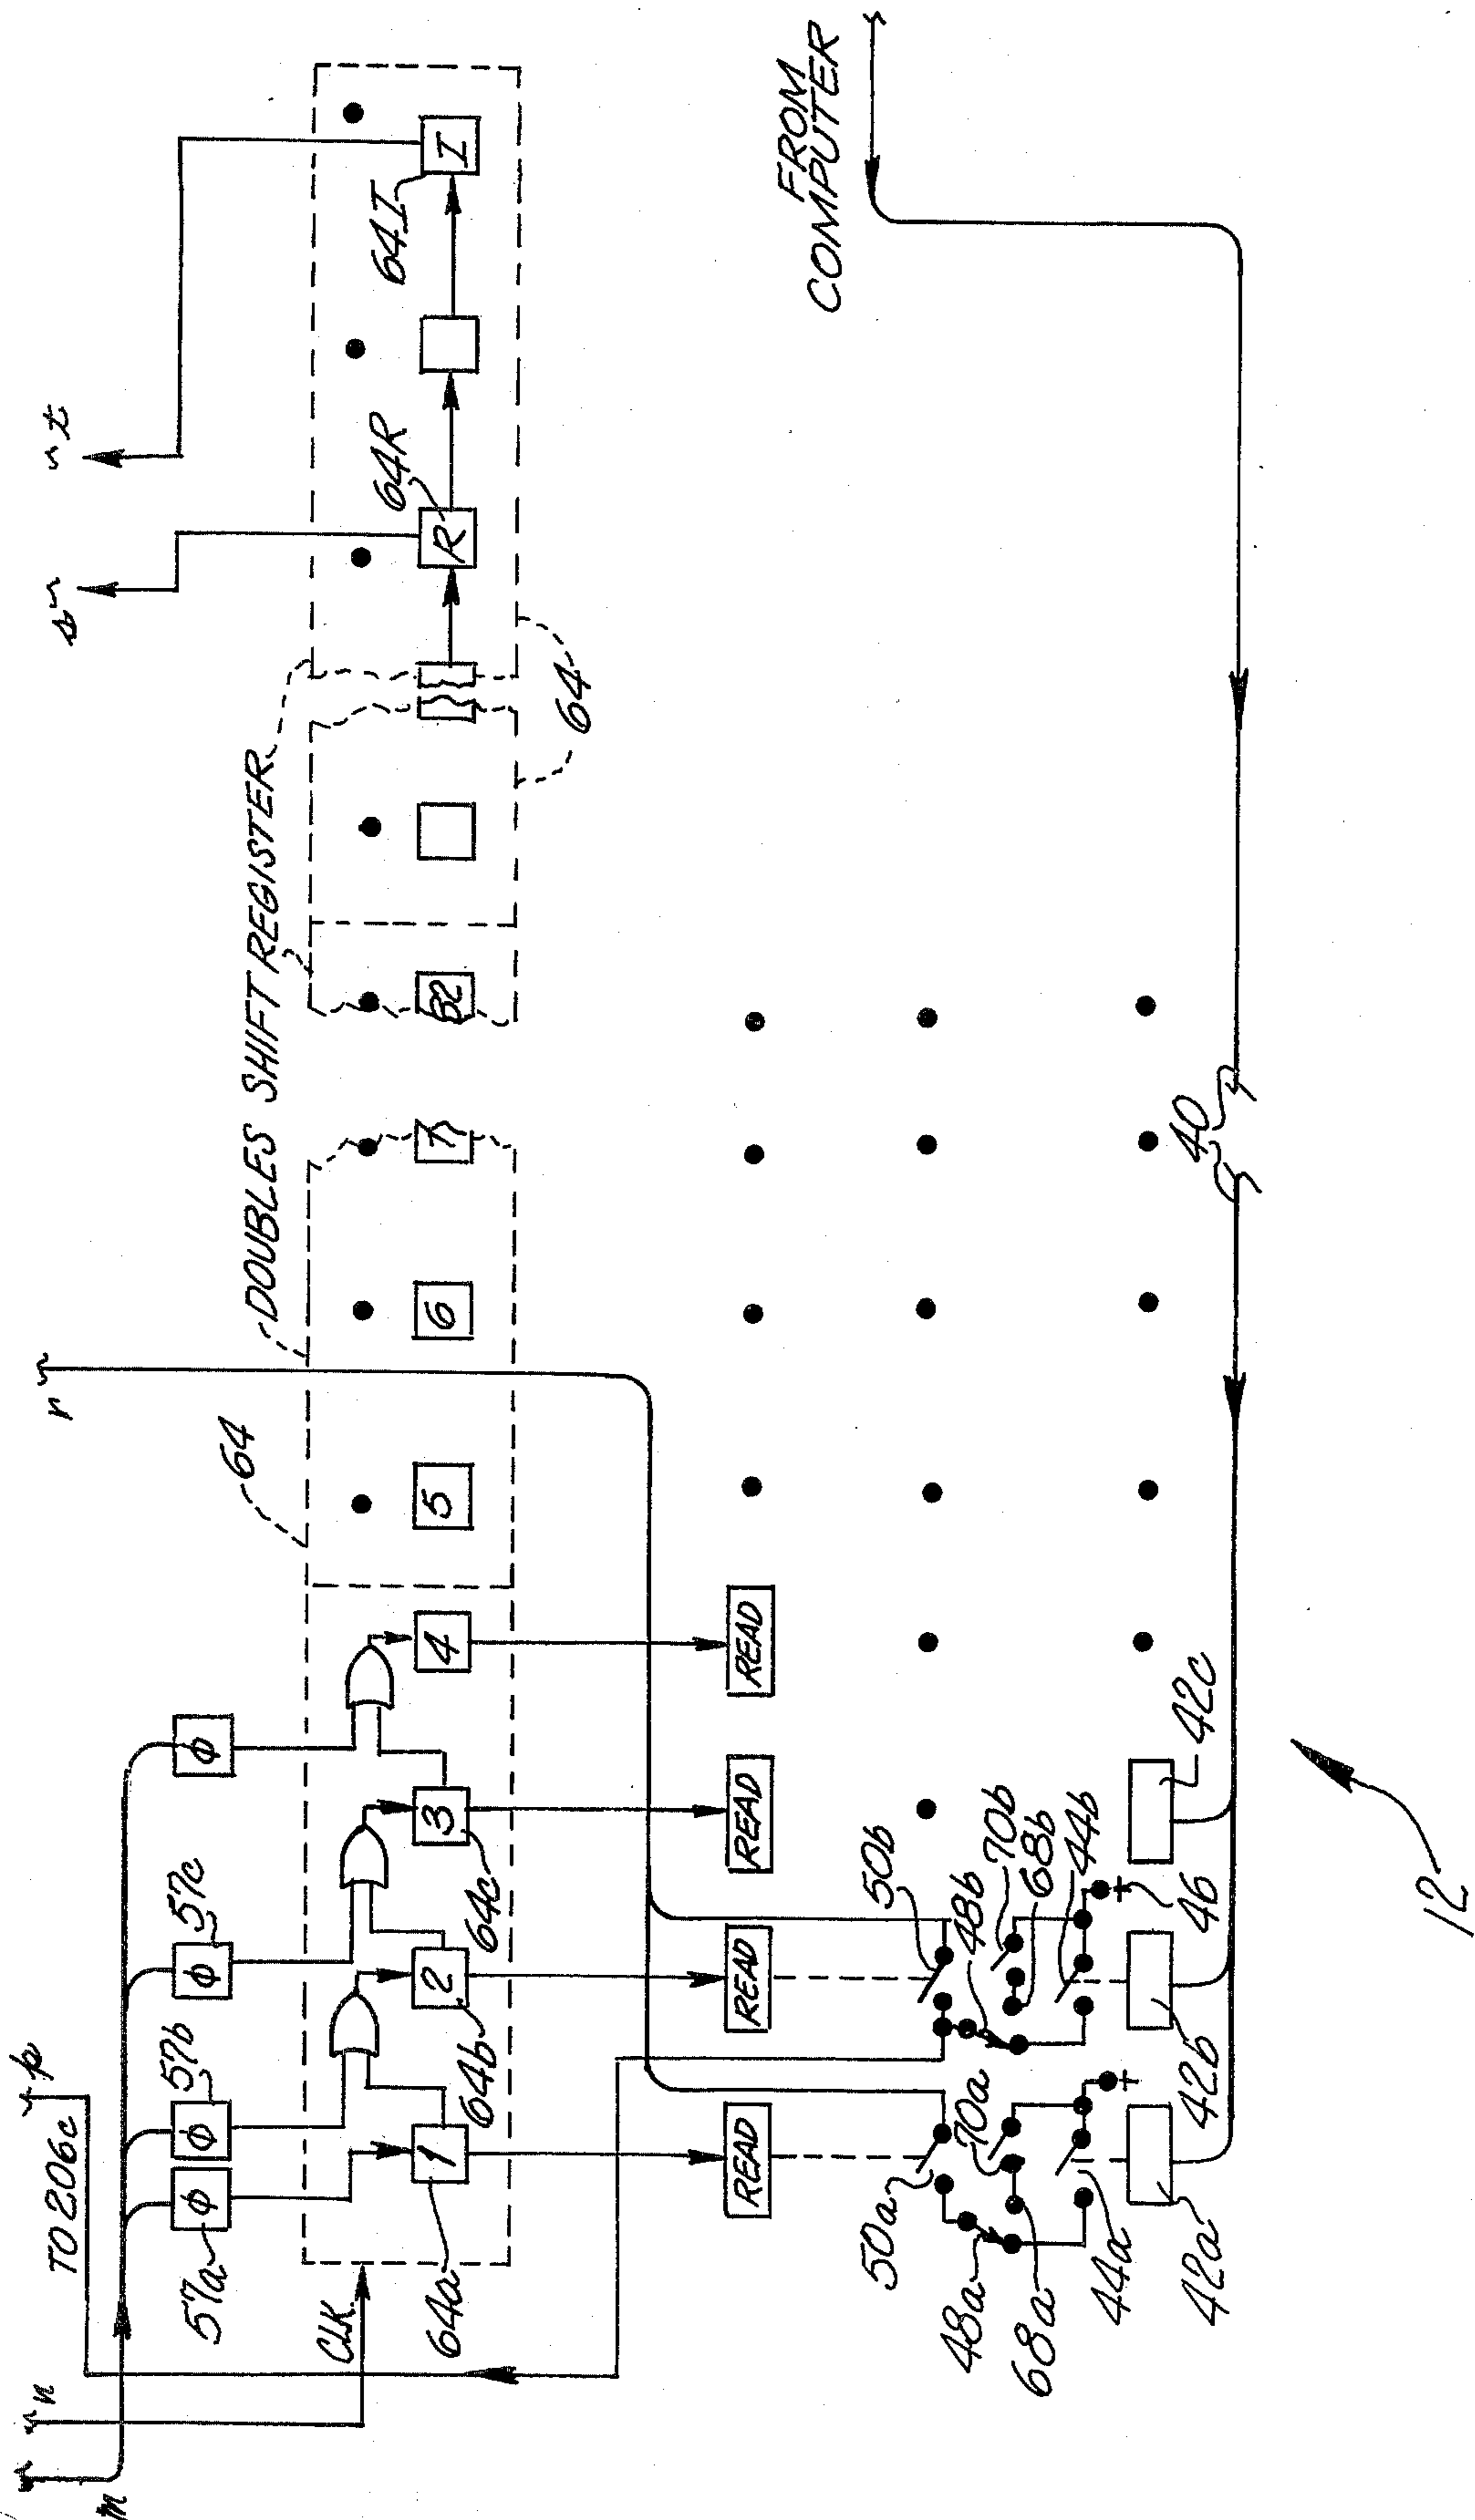 m
n
TO 206c
p
r
s
t
57a
57b
57c
ϕ
ϕ
ϕ
ϕ
64
DOUBLES SHIFT REGISTER
CLK
64R
64I
1
2
3
4
5
6
7
52
R
I
64a
64b
64c
64
READ
READ
READ
READ
FROM
COMPUTER
50a
50b
48a
48b
70a
70b
68a
68b
44a
44b
+
+
46
42a
42b
42c
40
12